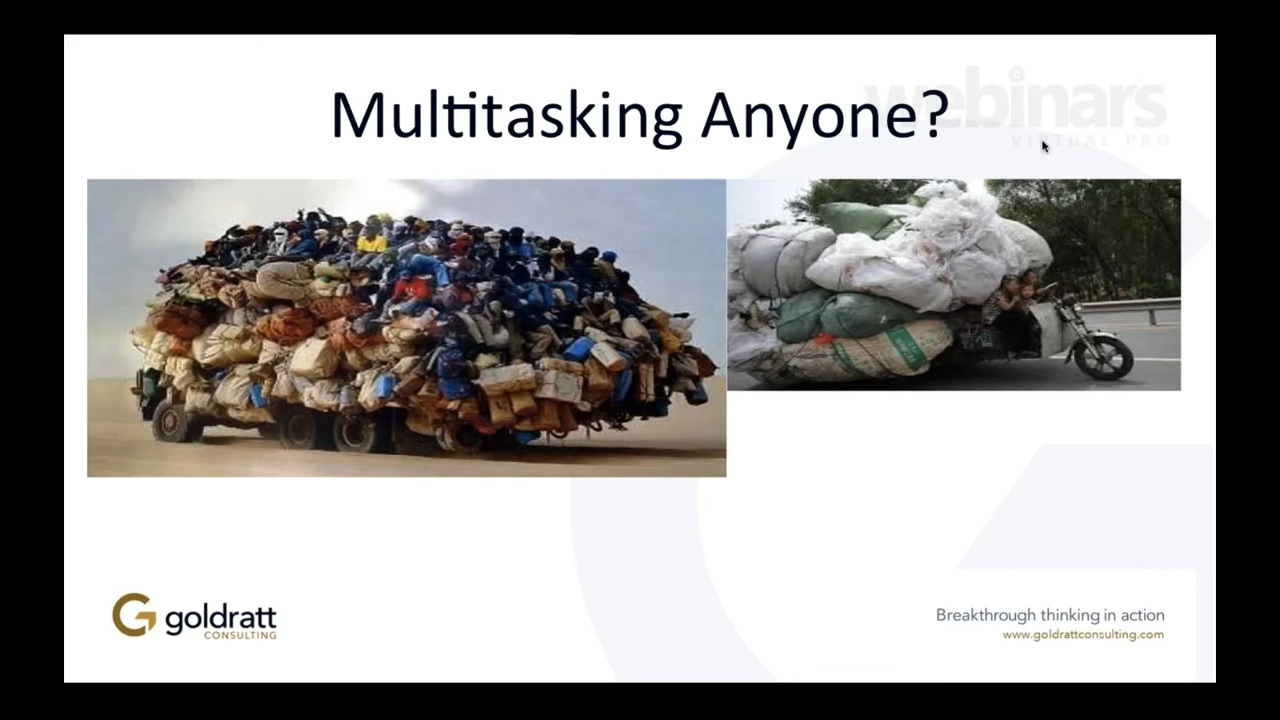 Multitasking Anyone?
webinars
VIRTUAL PRO
goldratt
CONSULTING
Breakthrough thinking in action
www.goldrattconsulting.com